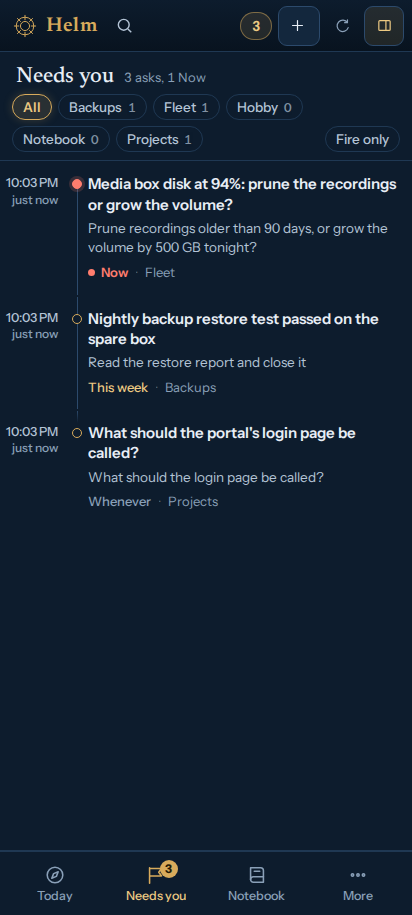 Helm
3
Needs you 3 asks, 1 Now
All Backups 1 Fleet 1 Hobby 0
Notebook 0 Projects 1 Fire only
10:03 PM
just now
Media box disk at 94%: prune the recordings
or grow the volume?
Prune recordings older than 90 days, or grow the
volume by 500 GB tonight?
Now · Fleet
10:03 PM
just now
Nightly backup restore test passed on the
spare box
Read the restore report and close it
This week · Backups
10:03 PM
just now
What should the portal's login page be
called?
What should the login page be called?
Whenever · Projects
3
Today Needs you Notebook More